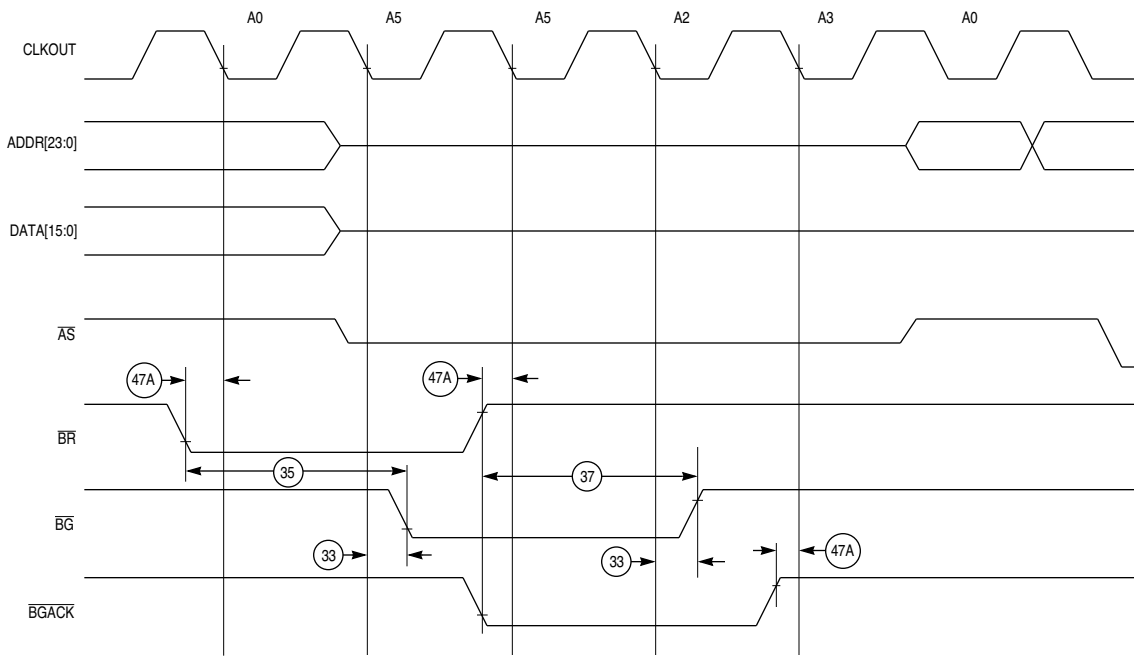 A0 A5 A5 A2 A3 A0
CLKOUT
ADDR[23:0]
DATA[15:0]
AS
47A 47A
BR
35 37
BG
33 33 47A
BGACK